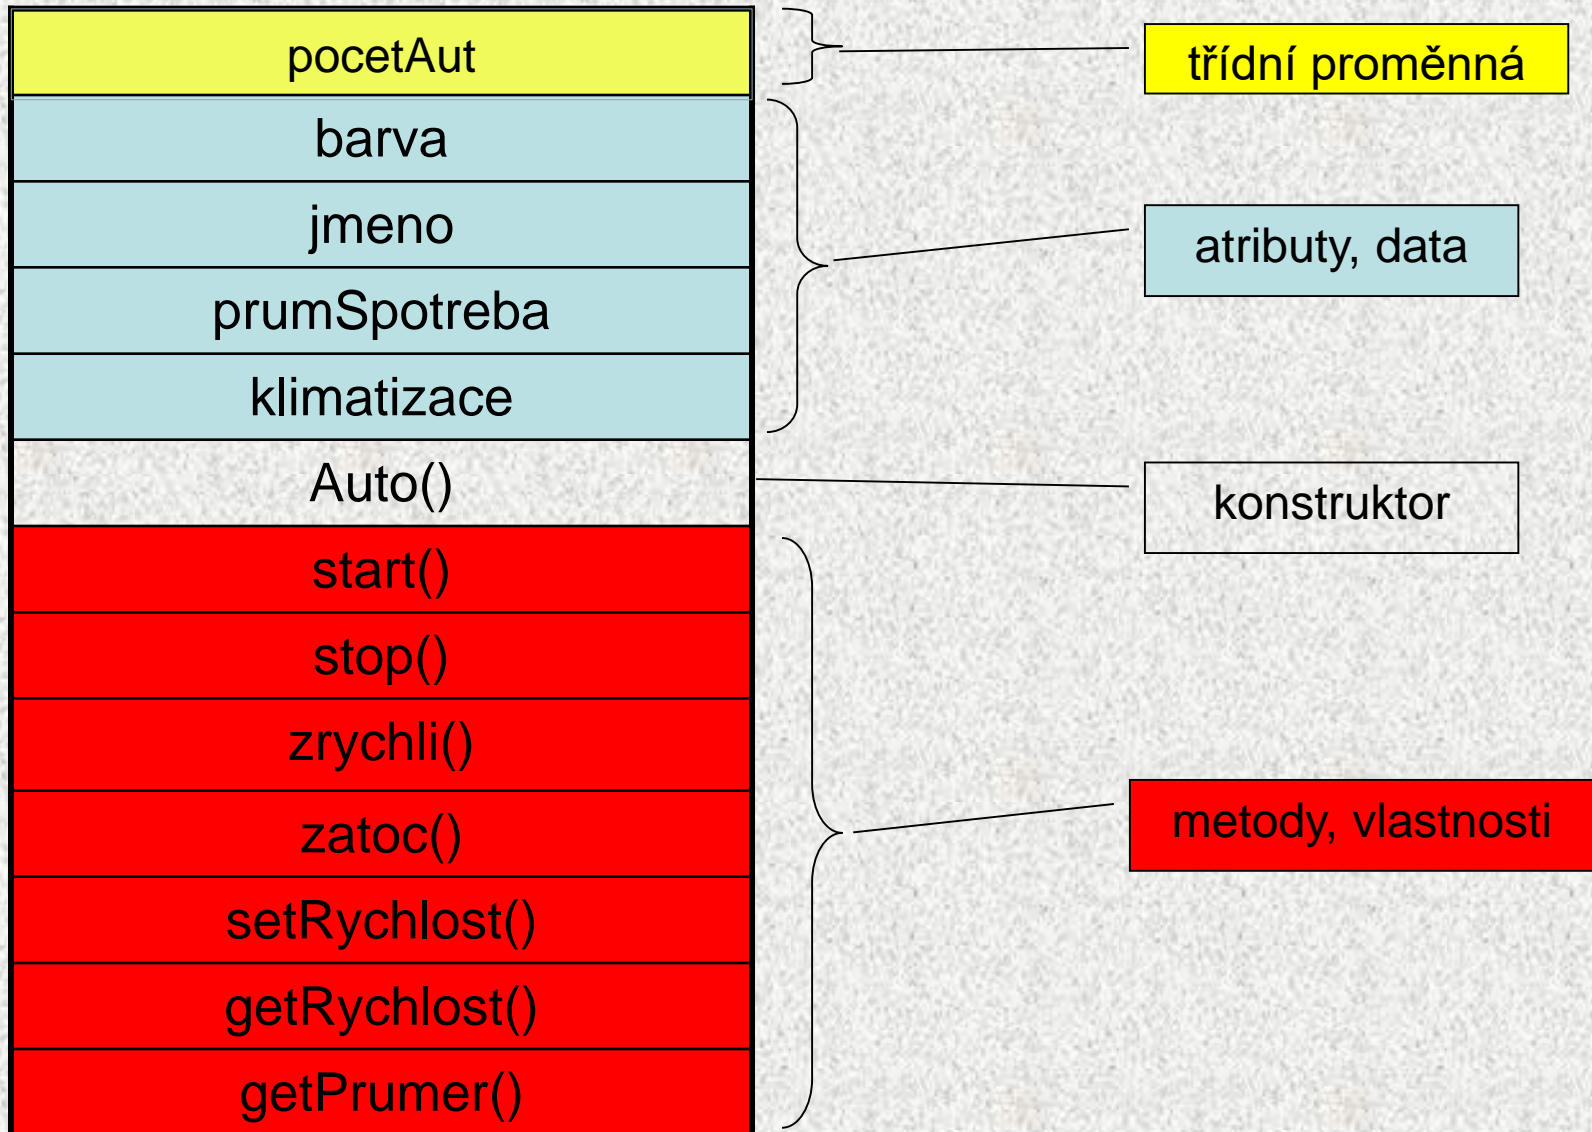 pocetAut
barva
jmeno
prumSpotreba
klimatizace
Auto()
start()
stop()
zrychli()
zatoc()
setRychlost()
getRychlost()
getPrumer()
třídní proměnná
atributy, data
konstruktor
metody, vlastnosti